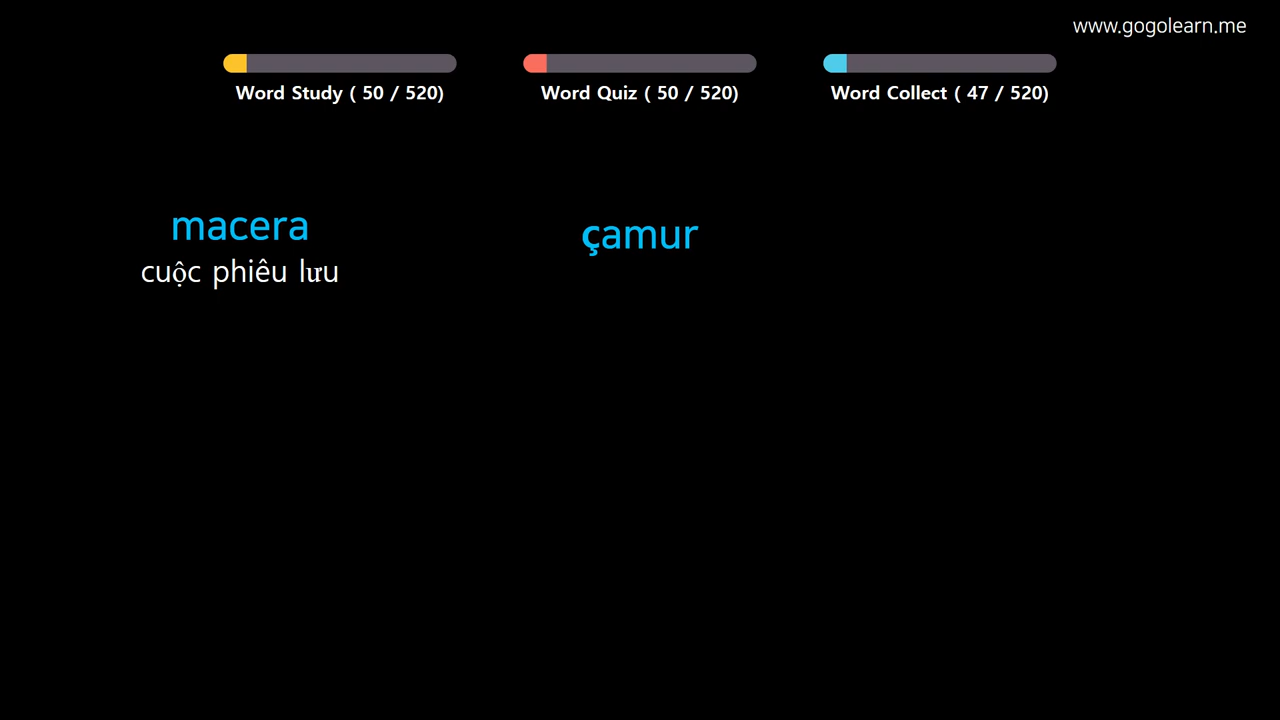 www.gogolearn.me
Word Study ( 50 / 520)
Word Quiz ( 50 / 520)
Word Collect ( 47 / 520)
macera
cuộc phiêu lưu
çamur